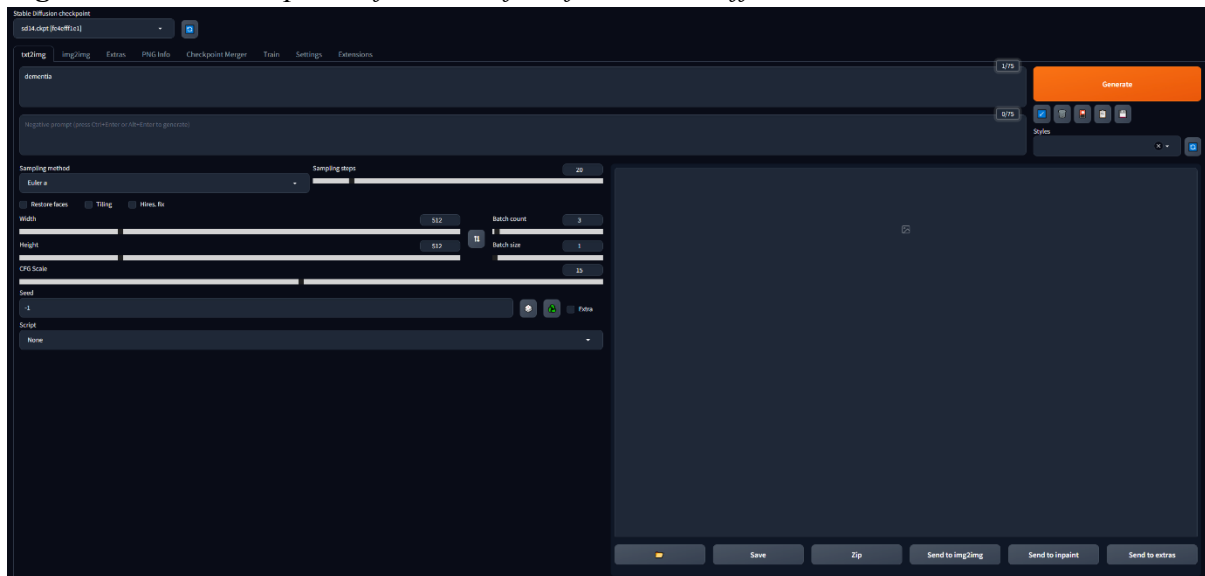 Stable Diffusion checkpoint
sd14.ckpt [fe4efff1e1]
txt2img img2img Extras PNG Info Checkpoint Merger Train Settings Extensions
1/75
dementia
Generate
0/75
Negative prompt (press Ctrl+Enter or Alt+Enter to generate)
Styles
Sampling method Sampling steps 20
Euler a
Restore faces Tiling Hires. fix
Width 512 Batch count 3
Height 512 Batch size 1
CFG Scale 15
Seed
-1 Extra
Script
None
Save Zip Send to img2img Send to inpaint Send to extras